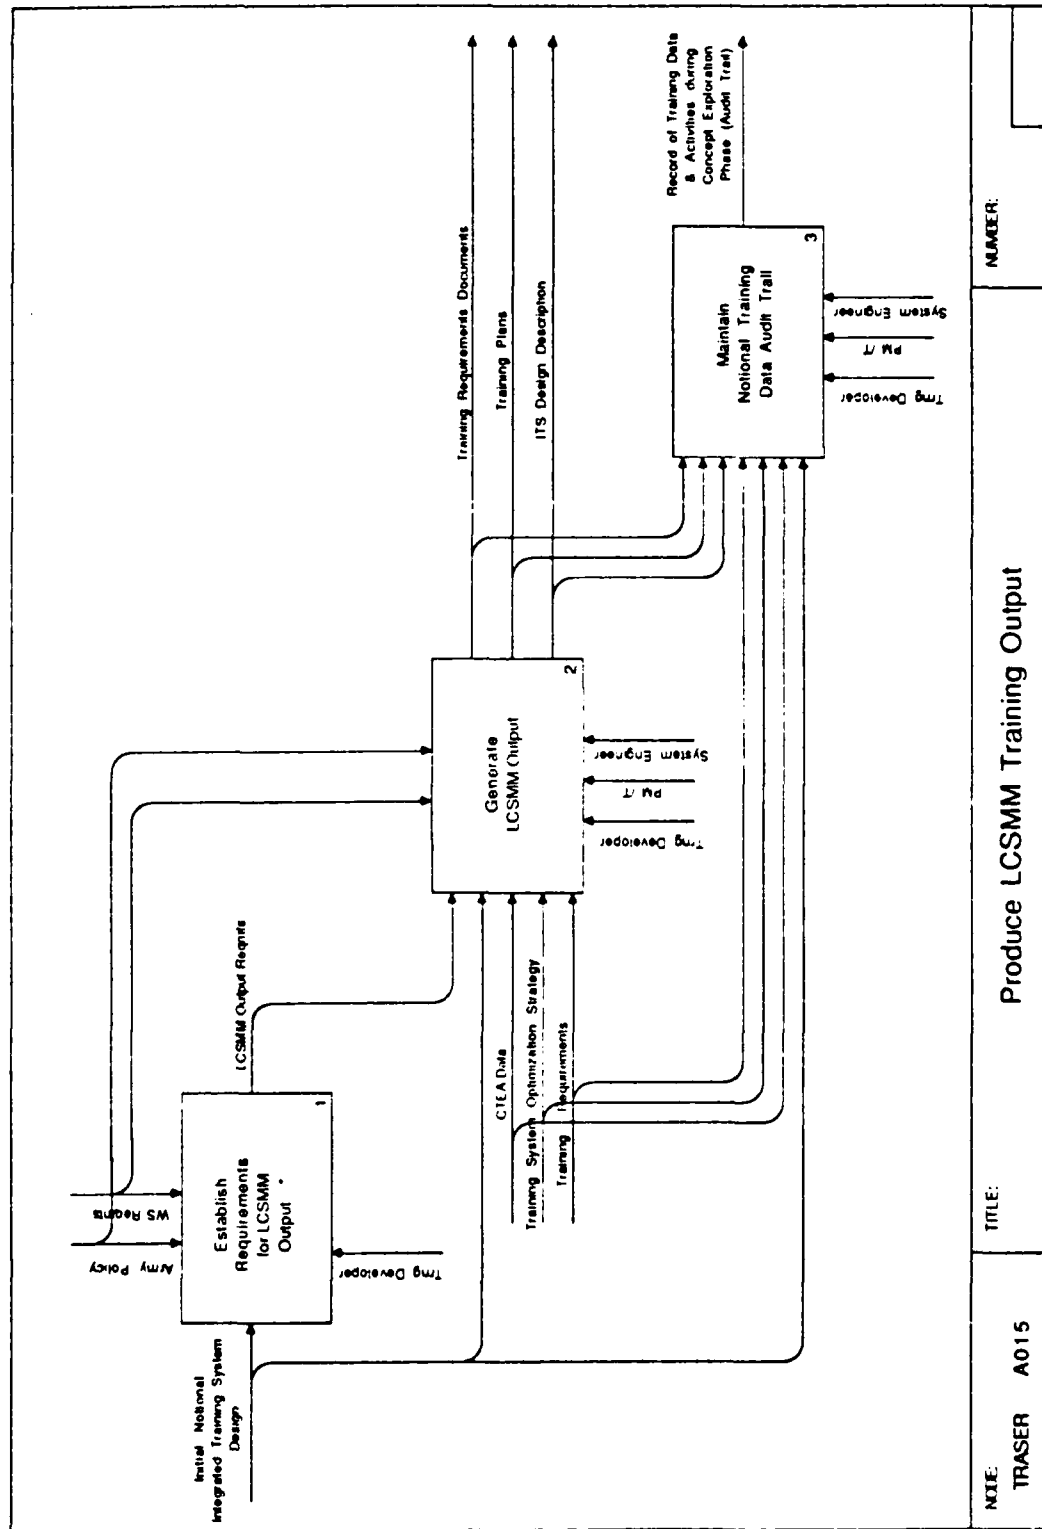 Army Policy
WS Reqmts
Initial Notional
Integrated Training System
Design
Establish
Requirements
for LCSMM
Output *
1
Trng Developer
LCSMM Output Reqmts
CTEA Data
Training System Optimization Strategy
Training Requirements
Generate
LCSMM Output
2
Trng Developer
PM /T
System Engineer
Training Requirements Documents
Training Plans
ITS Design Description
Maintain
Notional Training
Data Audit Trail
3
Trng Developer
PM /T
System Engineer
Record of Training Data
& Activities during
Concept Exploration
Phase (Audit Trail)
NODE:
TRASER A015
TITLE:
Produce LCSMM Training Output
NUMBER: